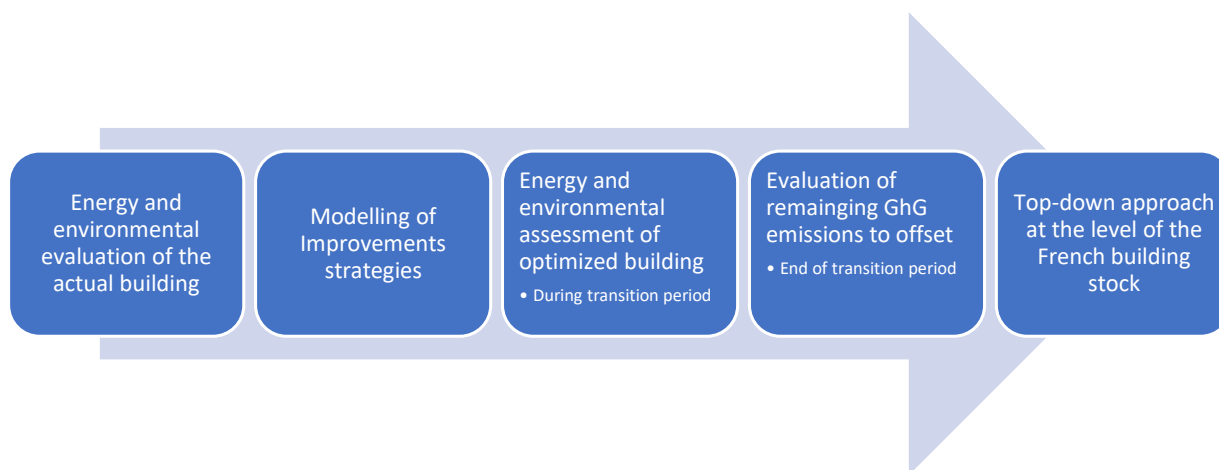 Energy and
environmental
evaluation of the
actual building
Modelling of
Improvements
strategies
Energy and
environmental
assessment of
optimized building
• During transition period
Evaluation of
remainging GhG
emissions to offset
• End of transition period
Top-down approach
at the level of the
French building
stock